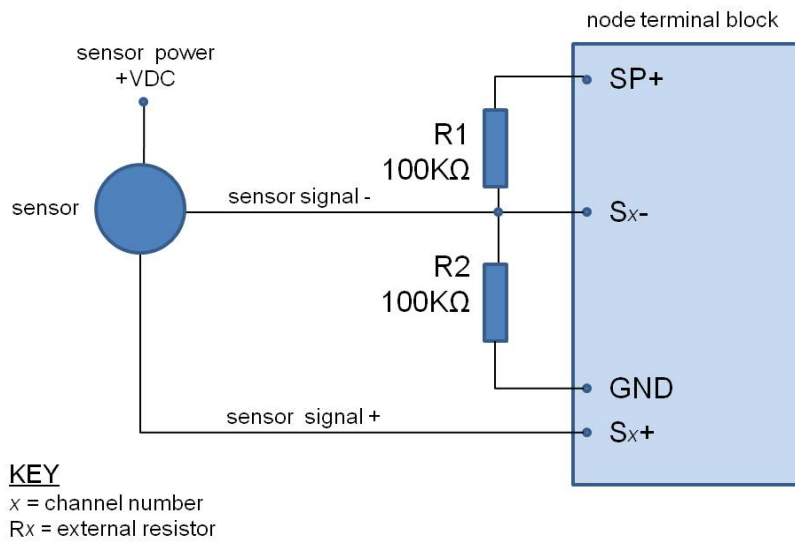 node terminal block
sensor power
+VDC
SP+
R1
100KΩ
sensor
sensor signal -
Sx-
R2
100KΩ
GND
sensor signal +
Sx+
KEY
x = channel number
Rx = external resistor